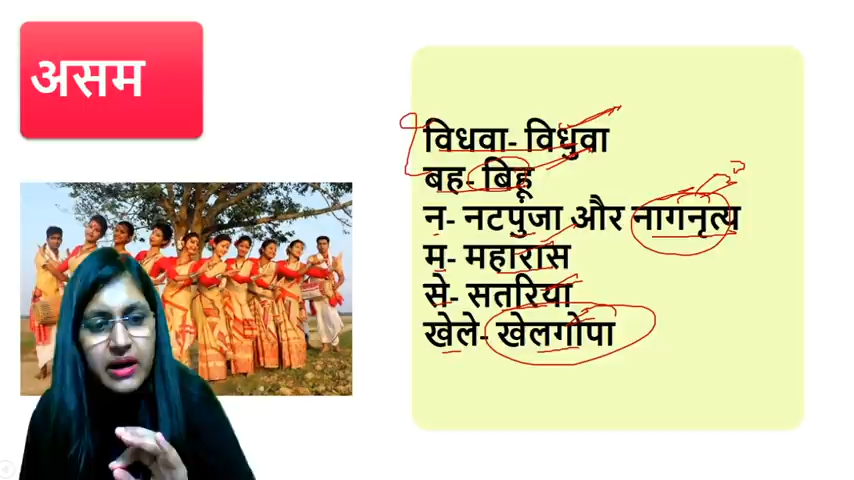 असम
विधवा- विधुवा
बह- बिहू
न- नटपुजा और नागनृत्य
म- महारास
से- सतरिया
खेले- खेलगोपा